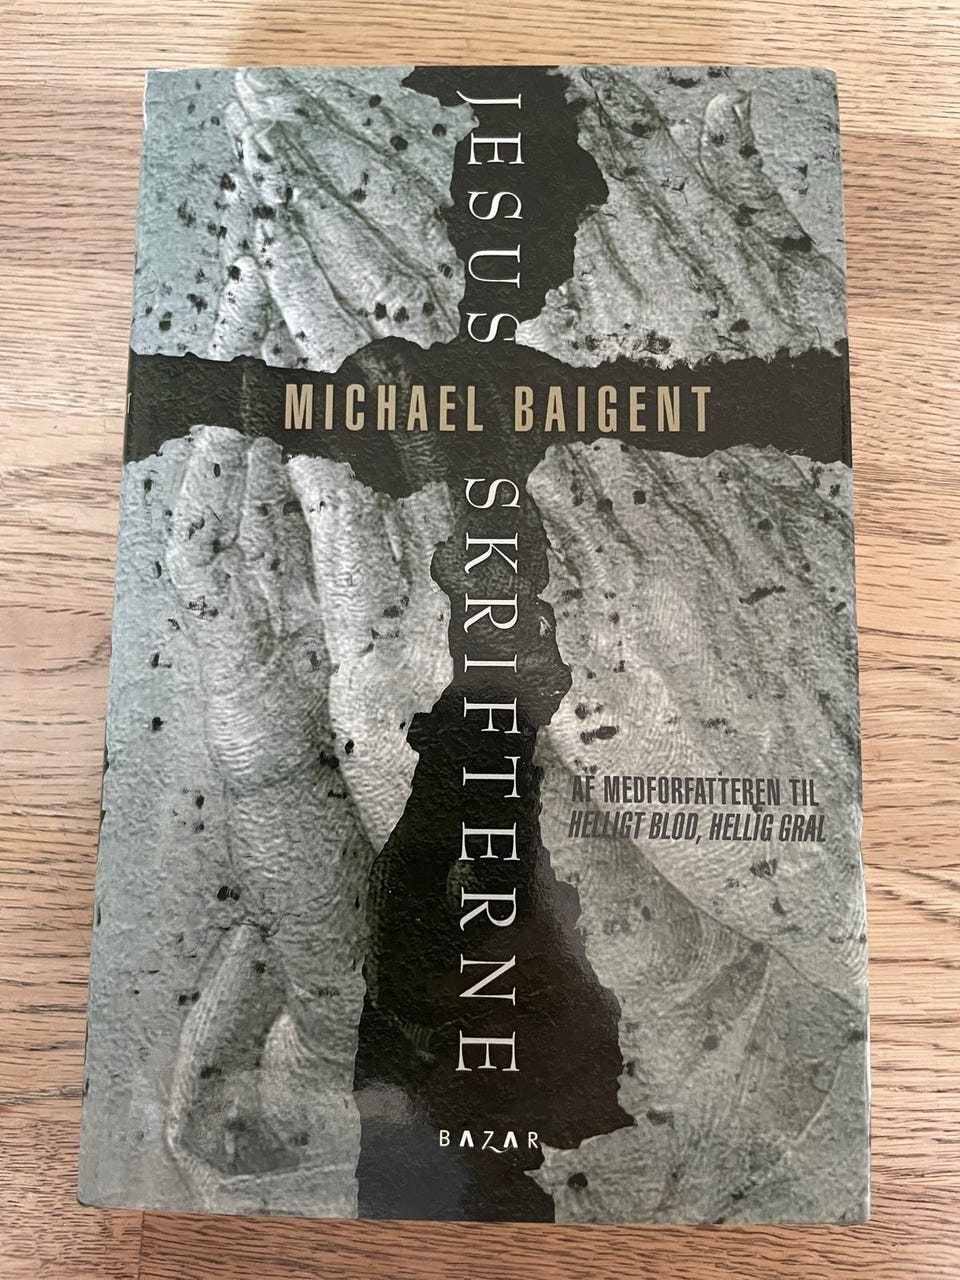 JESUS SKRIFTERNE
MICHAEL BAIGENT
AF MEDFORFATTEREN TIL
HELLIGT BLOD, HELLIG GRAL
BAZAR